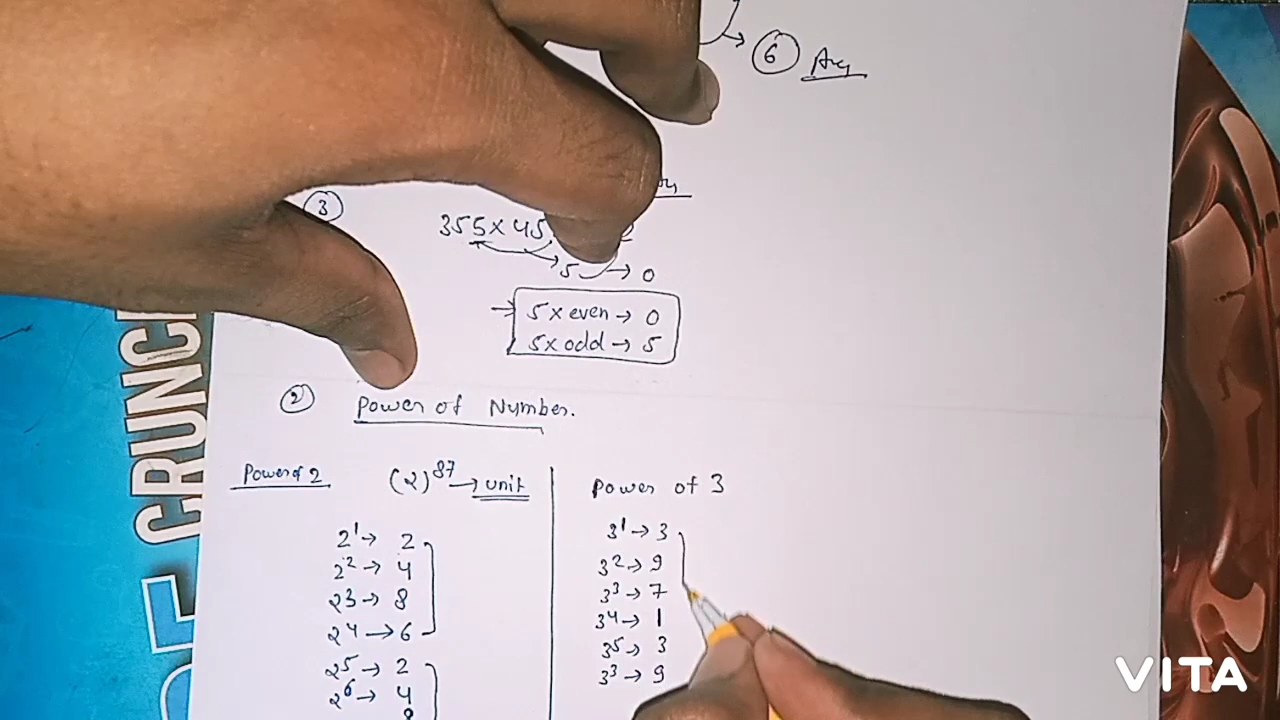 6 Ans
3
355 × 45
5 → 0
5 × even → 0
5 × odd → 5
2 Power of Number.
Power of 2 (2)^87 → unit
2^1 → 2
2^2 → 4
2^3 → 8
2^4 → 6
2^5 → 2
2^6 → 4
8
Power of 3
3^1 → 3
3^2 → 9
3^3 → 7
3^4 → 1
3^5 → 3
3^3 → 9
CRUNC
VITA